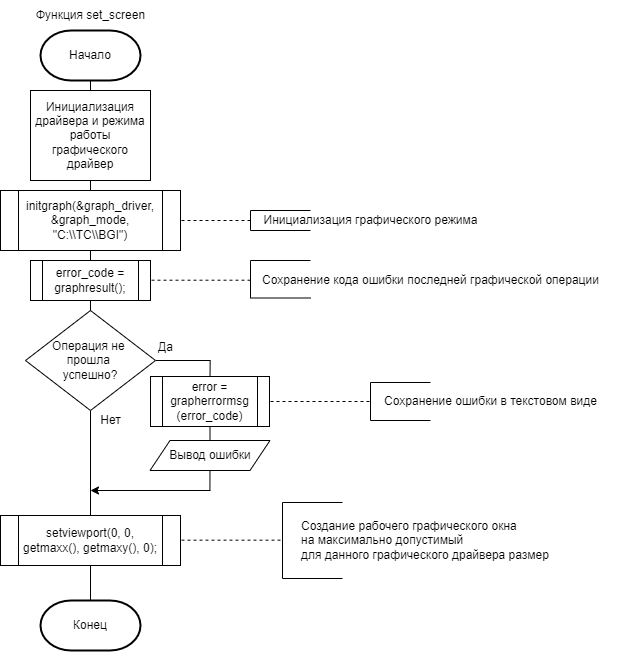 Функция set_screen
Начало
Инициализация
драйвера и режима
работы
графического
драйвер
initgraph(&graph_driver,
&graph_mode,
"C:\\TC\\BGI")
Инициализация графического режима
error_code =
graphresult();
Сохранение кода ошибки последней графической операции
Операция не
прошла
успешно?
Да
Нет
error =
grapherrormsg
(error_code)
Сохранение ошибки в текстовом виде
Вывод ошибки
setviewport(0, 0,
getmaxx(), getmaxy(), 0);
Создание рабочего графического окна
на максимально допустимый
для данного графического драйвера размер
Конец